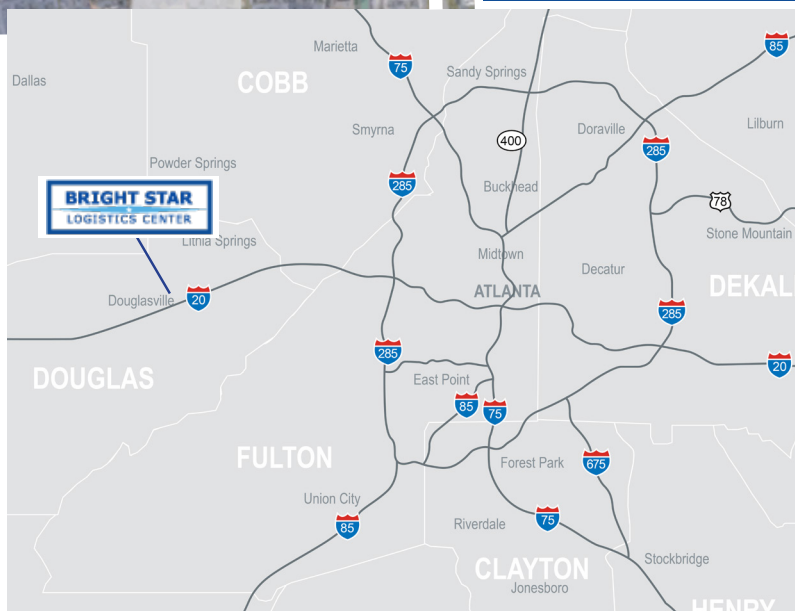 Marietta
85
75
Sandy Springs
Dallas
COBB
Smyrna
400
Doraville
Lilburn
285
Powder Springs
285
Buckhead
78
BRIGHT STAR
LOGISTICS CENTER
Stone Mountain
Lithia Springs
Midtown
Decatur
Douglasville
20
ATLANTA
DEKAL
285
285
20
DOUGLAS
East Point
85
75
FULTON
Forest Park
675
Union City
85
Riverdale
75
CLAYTON
Stockbridge
Jonesboro
HENRY